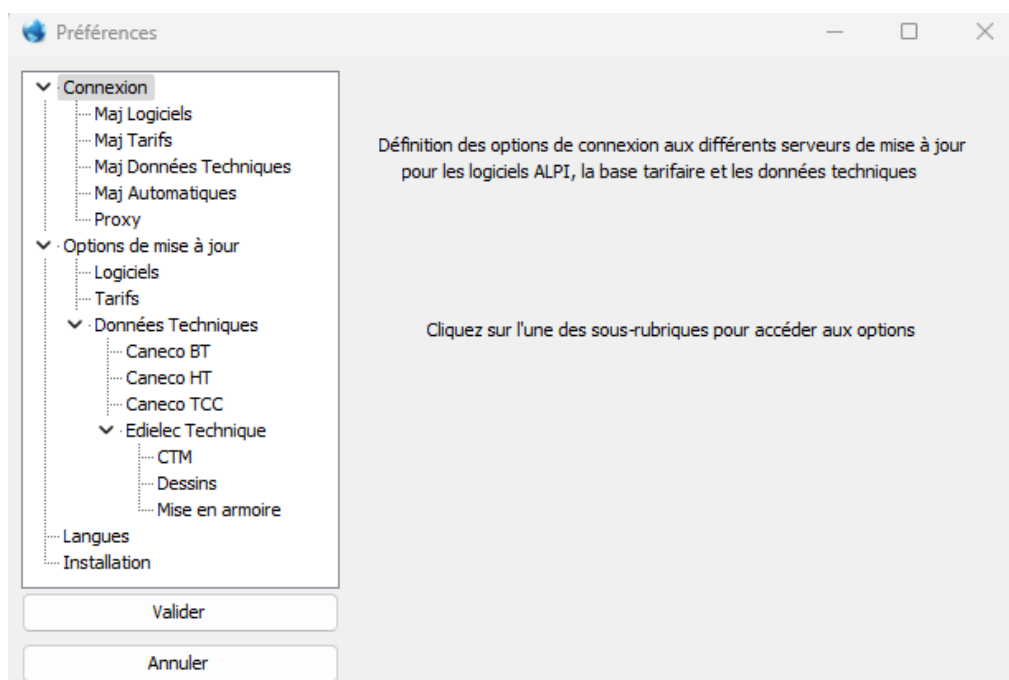 Préférences
Connexion
Maj Logiciels
Maj Tarifs
Maj Données Techniques
Maj Automatiques
Proxy
Options de mise à jour
Logiciels
Tarifs
Données Techniques
Caneco BT
Caneco HT
Caneco TCC
Edielec Technique
CTM
Dessins
Mise en armoire
Langues
Installation
Valider
Annuler
Définition des options de connexion aux différents serveurs de mise à jour
pour les logiciels ALPI, la base tarifaire et les données techniques
Cliquez sur l'une des sous-rubriques pour accéder aux options